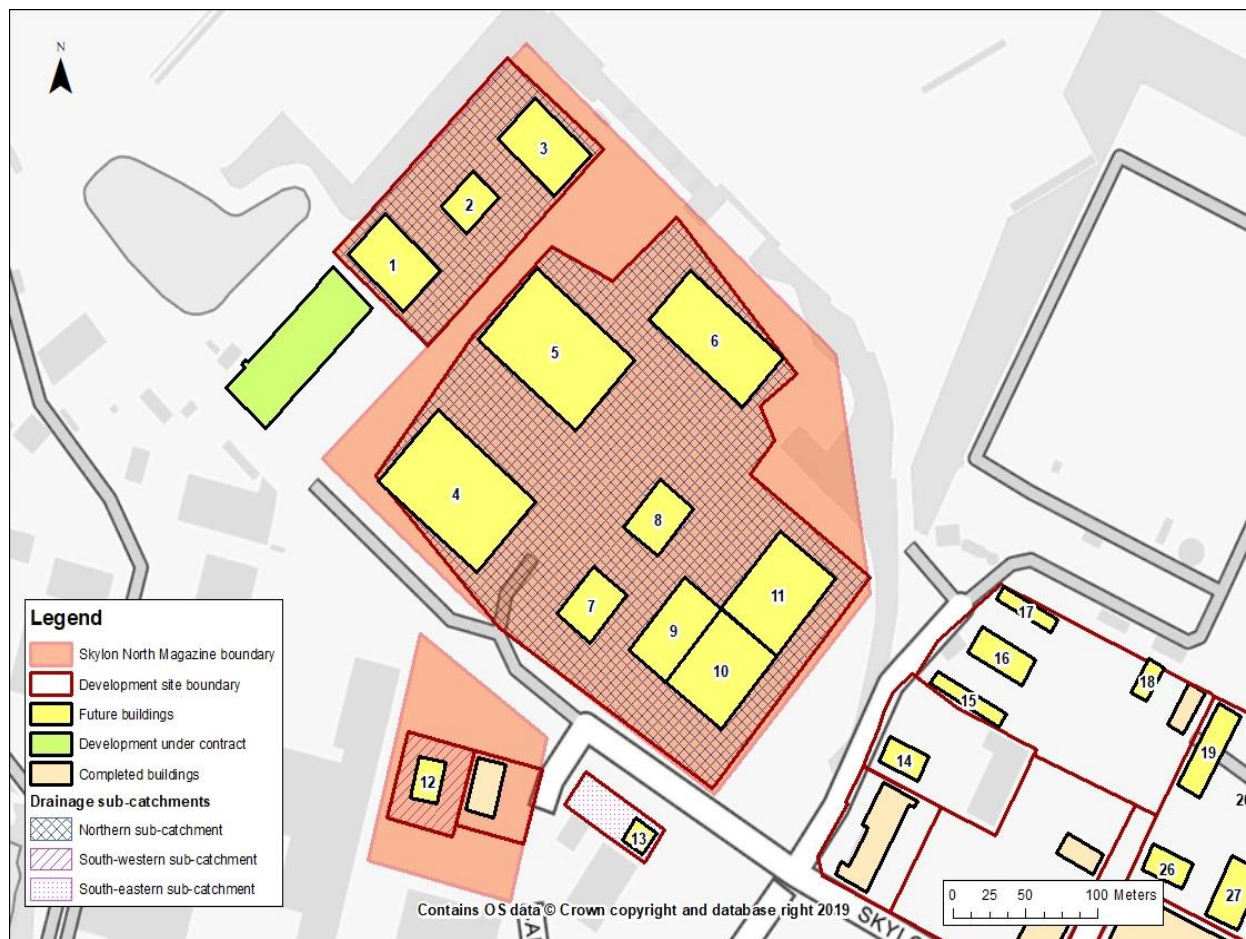 N
3
2
1
5
6
4
8
7
9
11
10
17
16
18
15
19
14
12
13
26
27
Legend
Skylon North Magazine boundary
Development site boundary
Future buildings
Development under contract
Completed buildings
Drainage sub-catchments
Northern sub-catchment
South-western sub-catchment
South-eastern sub-catchment
0 25 50 100 Meters
Contains OS data © Crown copyright and database right 2019